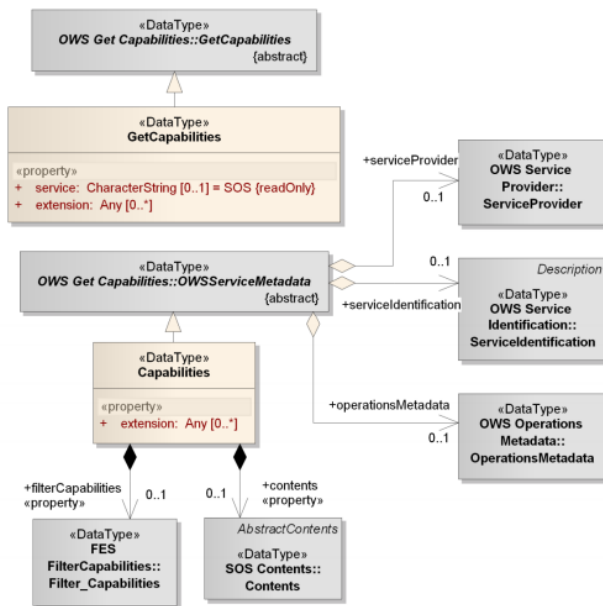 «DataType»
OWS Get Capabilities::GetCapabilities
{abstract}
«DataType»
GetCapabilities
«property»
+ service: CharacterString [0..1] = SOS {readOnly}
+ extension: Any [0..*]
+serviceProvider
0..1
«DataType»
OWS Service
Provider::
ServiceProvider
«DataType»
OWS Get Capabilities::OWSServiceMetadata
{abstract}
0..1
+serviceIdentification
Description
«DataType»
OWS Service
Identification::
ServiceIdentification
«DataType»
Capabilities
«property»
+ extension: Any [0..*]
+operationsMetadata
0..1
«DataType»
OWS Operations
Metadata::
OperationsMetadata
+filterCapabilities
«property»
0..1
0..1
+contents
«property»
«DataType»
FES
FilterCapabilities::
Filter_Capabilities
AbstractContents
«DataType»
SOS Contents::
Contents